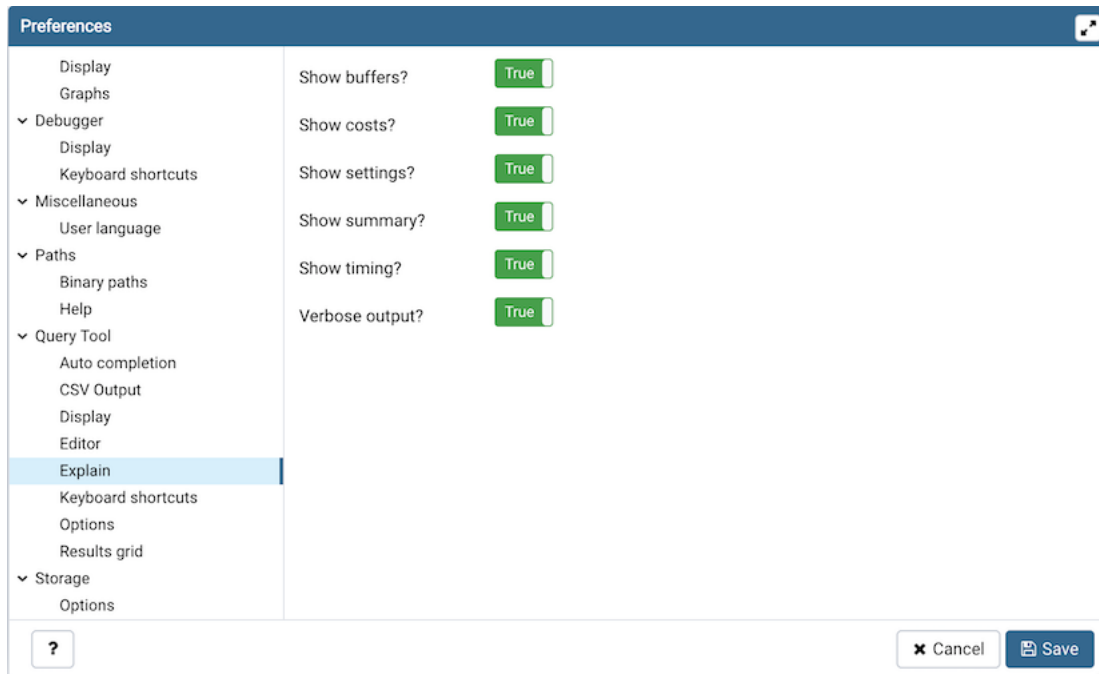 Preferences
Display
Graphs
Debugger
Display
Keyboard shortcuts
Miscellaneous
User language
Paths
Binary paths
Help
Query Tool
Auto completion
CSV Output
Display
Editor
Explain
Keyboard shortcuts
Options
Results grid
Storage
Options
Show buffers? True
Show costs? True
Show settings? True
Show summary? True
Show timing? True
Verbose output? True
? Cancel Save